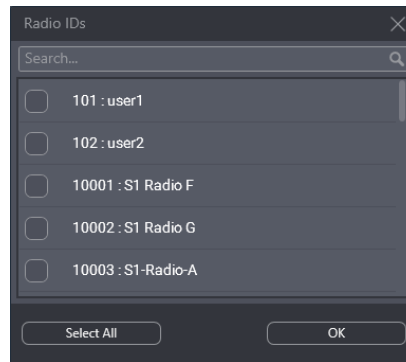 Radio IDs
Search...
101 : user1
102 : user2
10001 : S1 Radio F
10002 : S1 Radio G
10003 : S1-Radio-A
Select All
OK